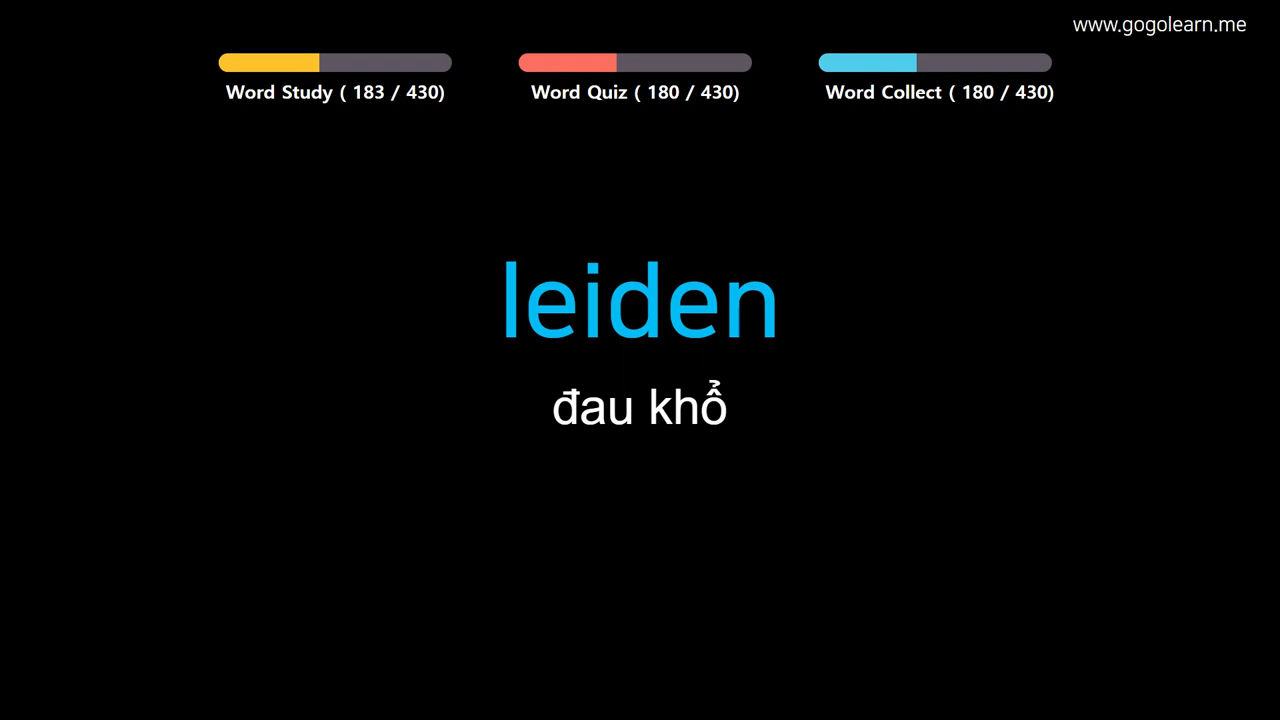 www.gogolearn.me
Word Study ( 183 / 430)
Word Quiz ( 180 / 430)
Word Collect ( 180 / 430)
leiden
đau khổ